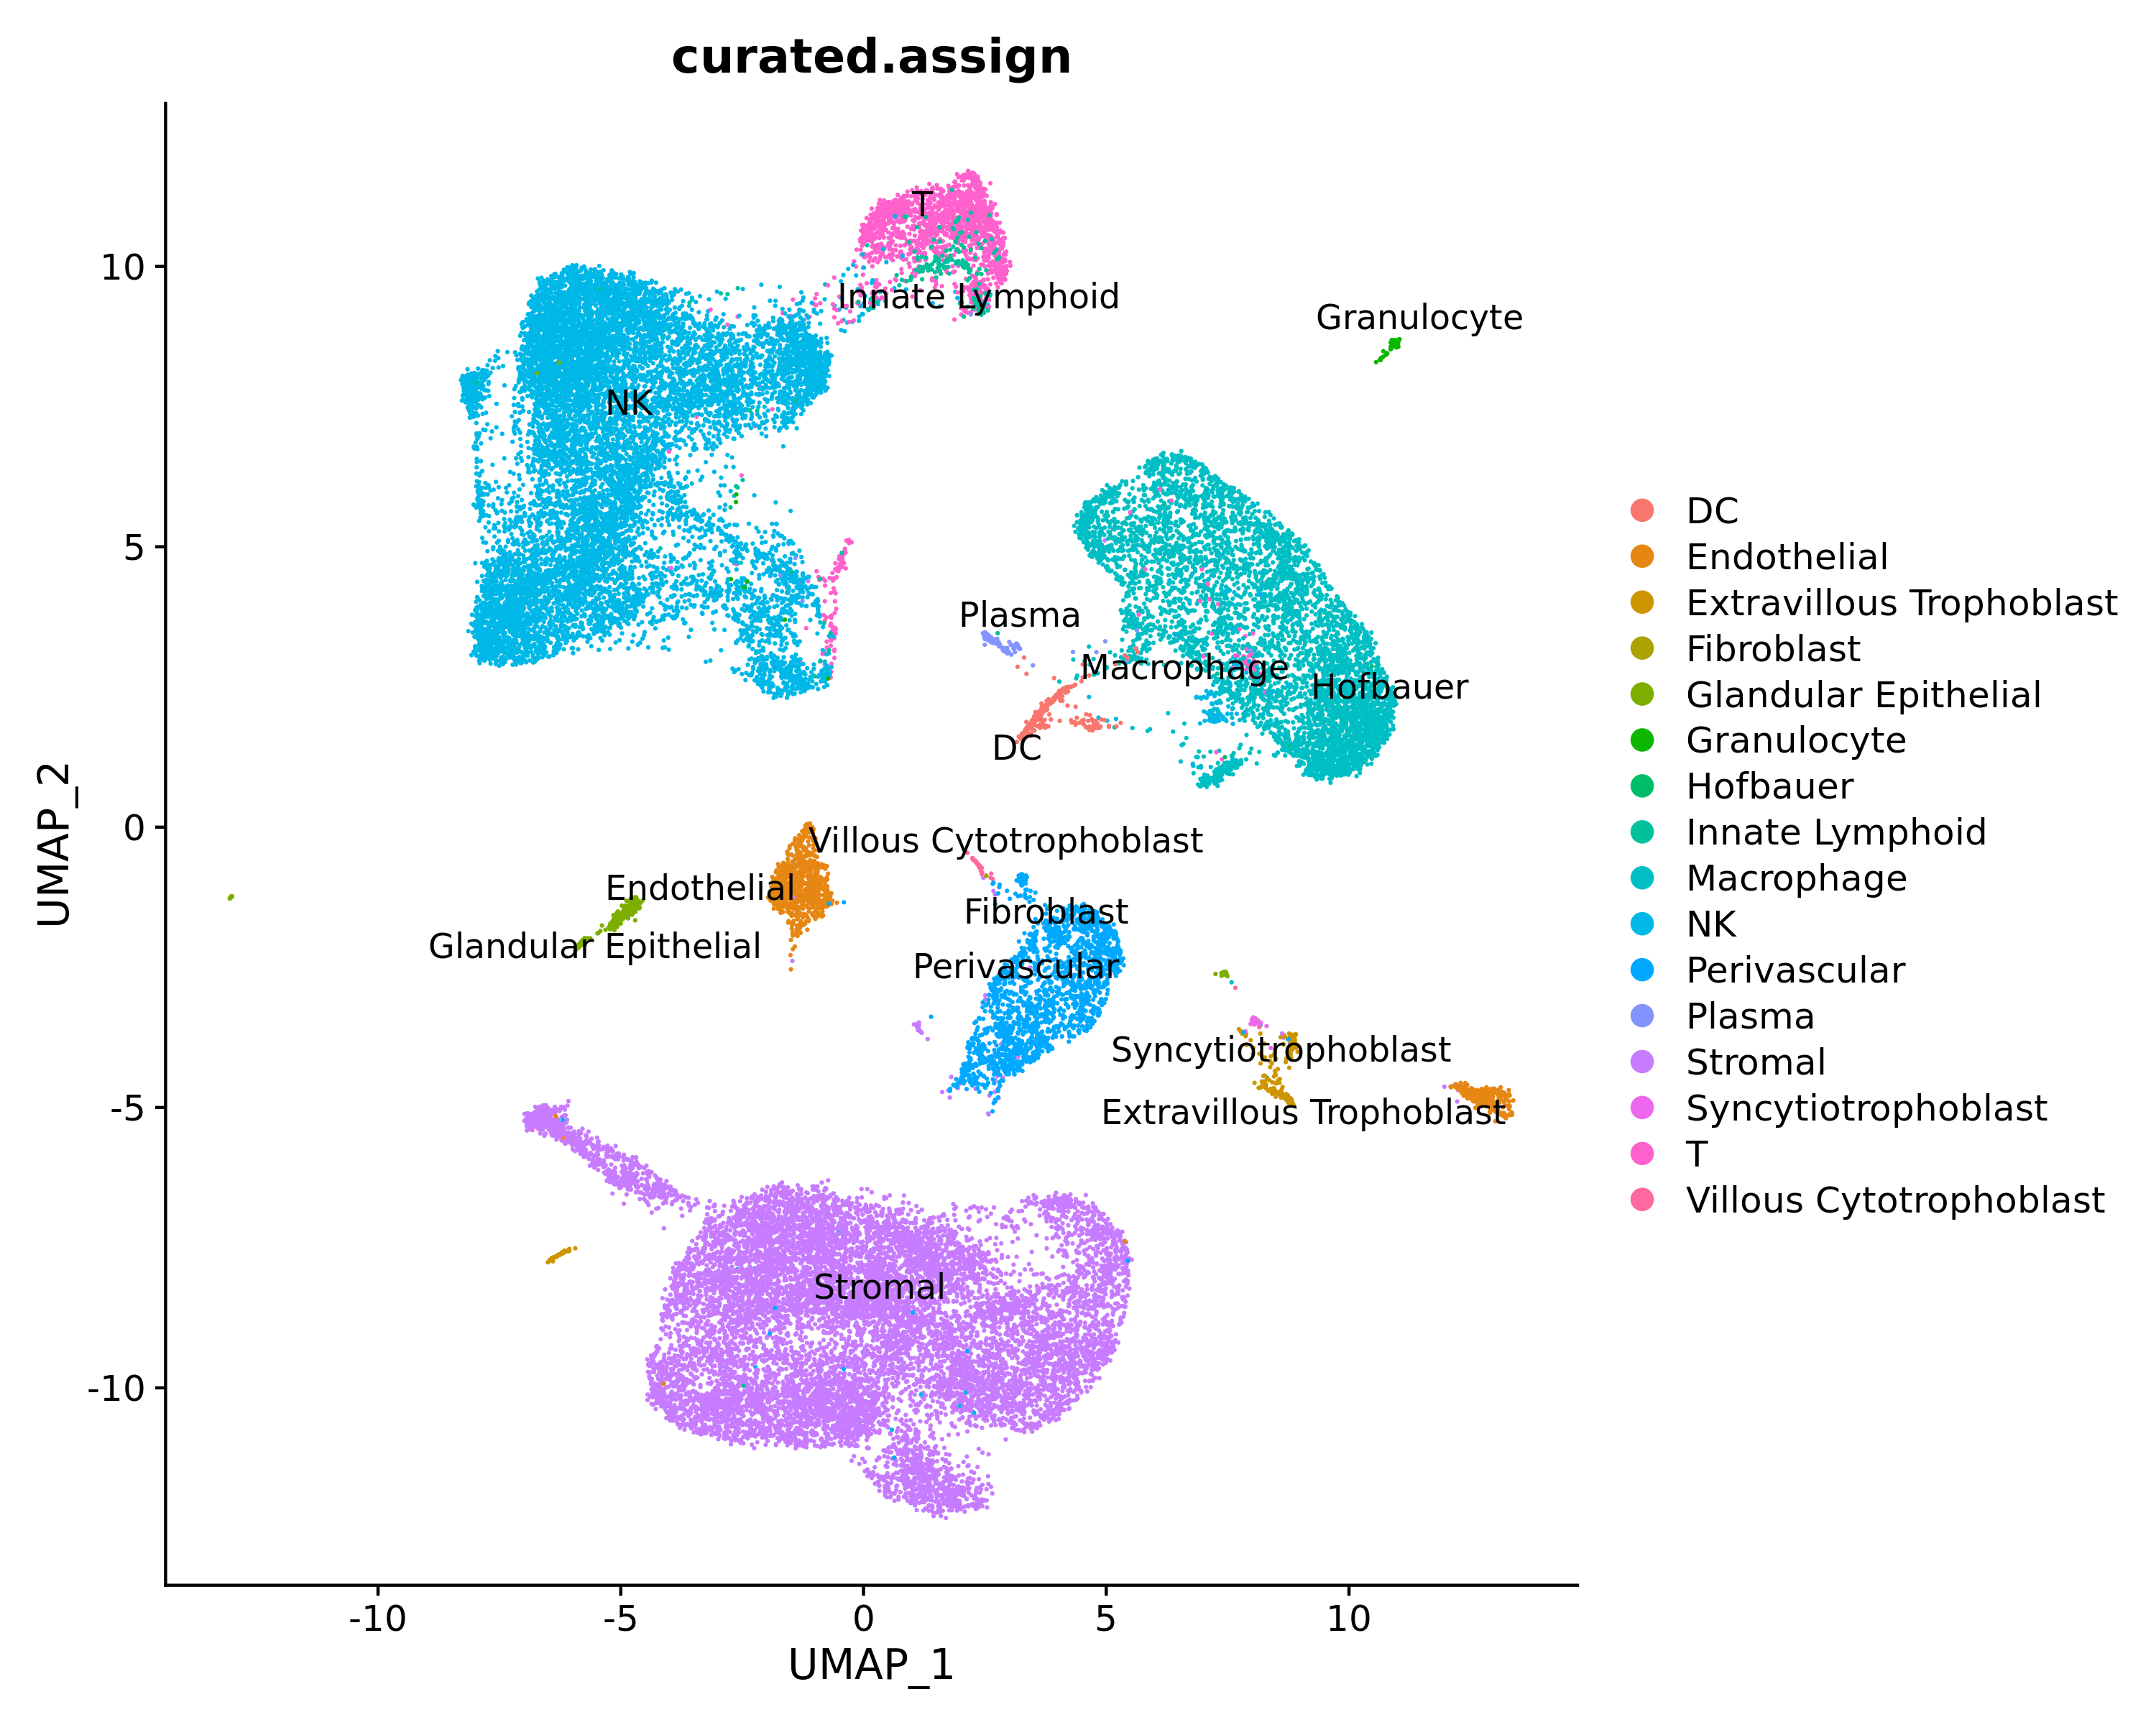 curated.assign
T
Innate Lymphoid
Granulocyte
NK
Plasma
Macrophage
Hofbauer
DC
Villous Cytotrophoblast
Endothelial
Fibroblast
Glandular Epithelial
Perivascular
Syncytiotrophoblast
Extravillous Trophoblast
Stromal
10
5
0
-5
-10
UMAP_2
-10
-5
0
5
10
UMAP_1
DC
Endothelial
Extravillous Trophoblast
Fibroblast
Glandular Epithelial
Granulocyte
Hofbauer
Innate Lymphoid
Macrophage
NK
Perivascular
Plasma
Stromal
Syncytiotrophoblast
T
Villous Cytotrophoblast